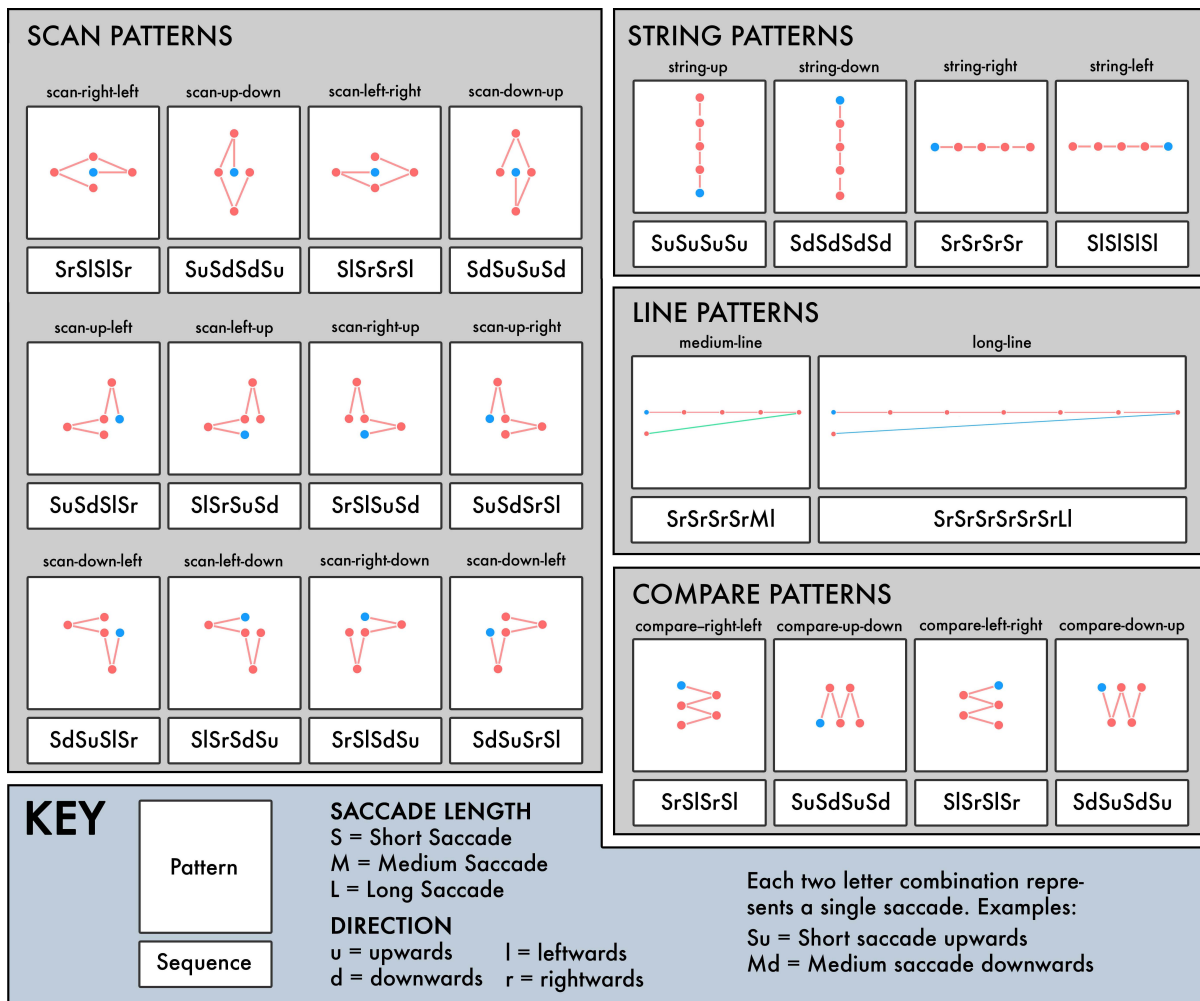 SCAN PATTERNS
scan-right-left scan-up-down scan-left-right scan-down-up
SrSlSlSr SuSdSdSu SlSrSrSl SdSuSuSd
scan-up-left scan-left-up scan-right-up scan-up-right
SuSdSlSr SlSrSuSd SrSlSuSd SuSdSrSl
scan-down-left scan-left-down scan-right-down scan-down-left
SdSuSlSr SlSrSdSu SrSlSdSu SdSuSrSl
STRING PATTERNS
string-up string-down string-right string-left
SuSuSuSu SdSdSdSd SrSrSrSr SlSlSlSl
LINE PATTERNS
medium-line long-line
SrSrSrSrMl SrSrSrSrSrSrLl
COMPARE PATTERNS
compare–right-left compare-up-down compare-left-right compare-down-up
SrSlSrSl SuSdSuSd SlSrSlSr SdSuSdSu
KEY
Pattern
Sequence
SACCADE LENGTH
S = Short Saccade
M = Medium Saccade
L = Long Saccade
DIRECTION
u = upwards l = leftwards
d = downwards r = rightwards
Each two letter combination repre-
sents a single saccade. Examples:
Su = Short saccade upwards
Md = Medium saccade downwards